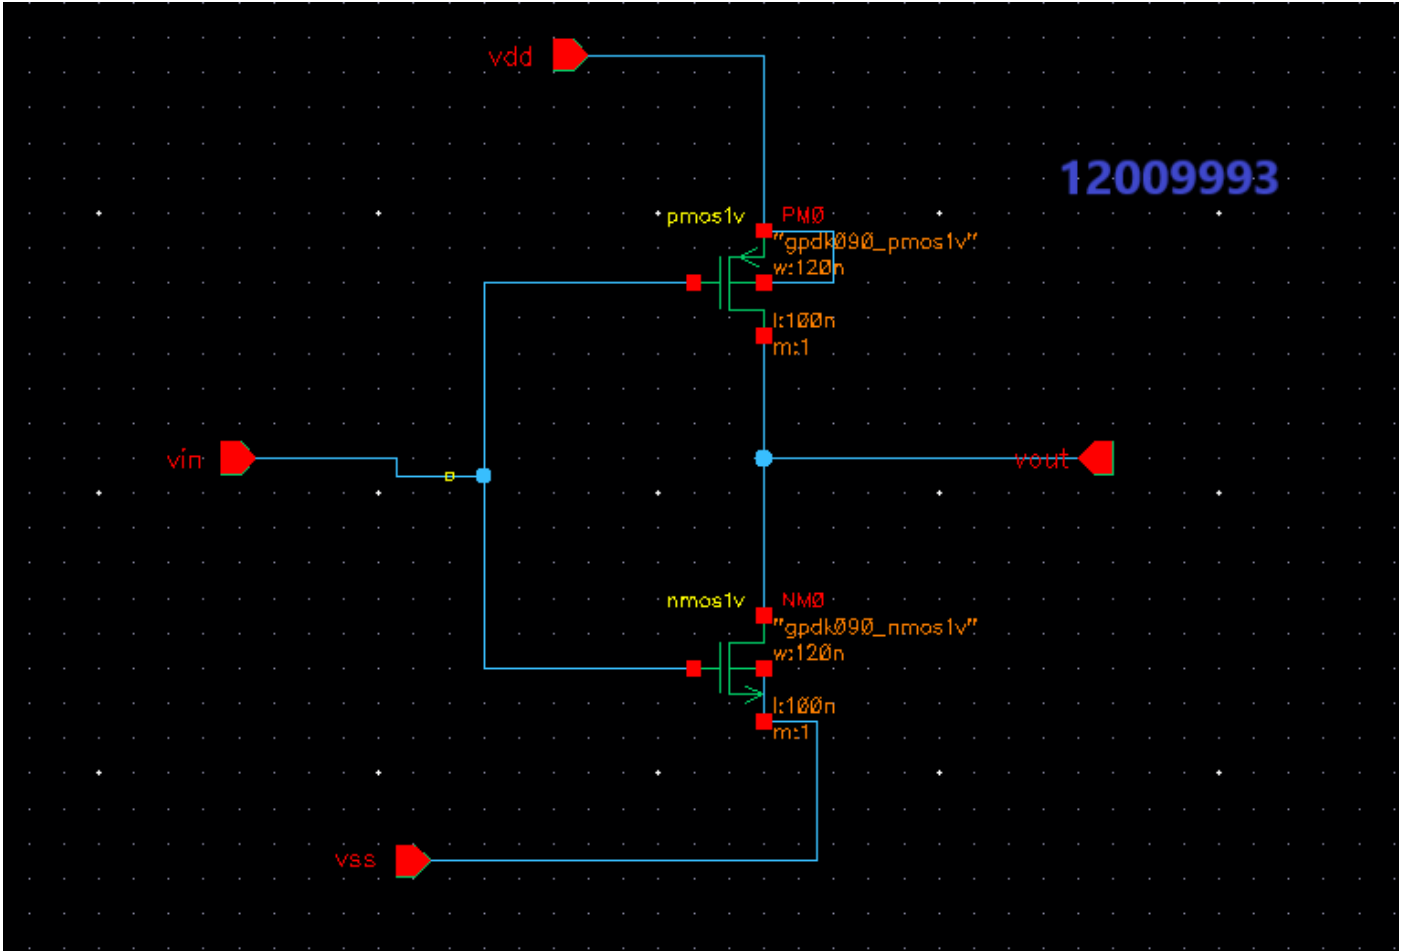 vdd
12009993
pmos1v PM0
"gpdk090_pmos1v"
w:120n
l:100n
m:1
vin
vout
nmos1v NM0
"gpdk090_nmos1v"
w:120n
l:100n
m:1
vss